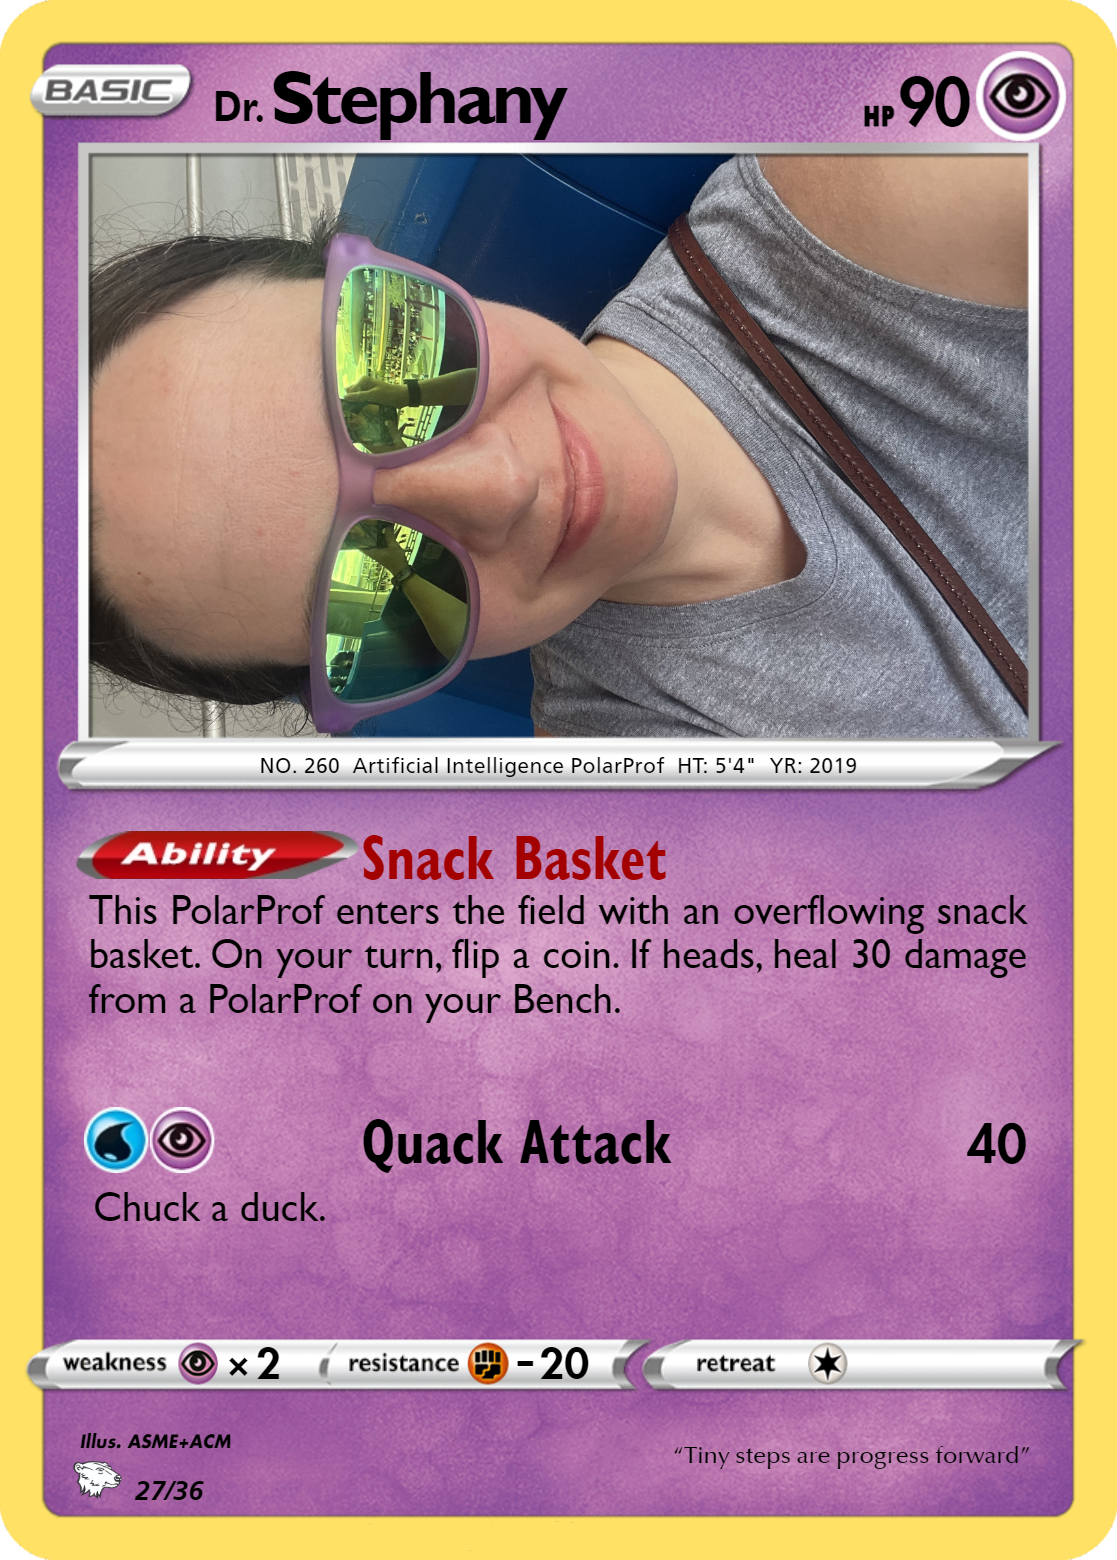 BASIC Dr. Stephany HP 90
NO. 260 Artificial Intelligence PolarProf HT: 5'4" YR: 2019
Ability Snack Basket
This PolarProf enters the field with an overflowing snack
basket. On your turn, flip a coin. If heads, heal 30 damage
from a PolarProf on your Bench.
Quack Attack 40
Chuck a duck.
weakness ×2 resistance -20 retreat
Illus. ASME+ACM
“Tiny steps are progress forward”
27/36